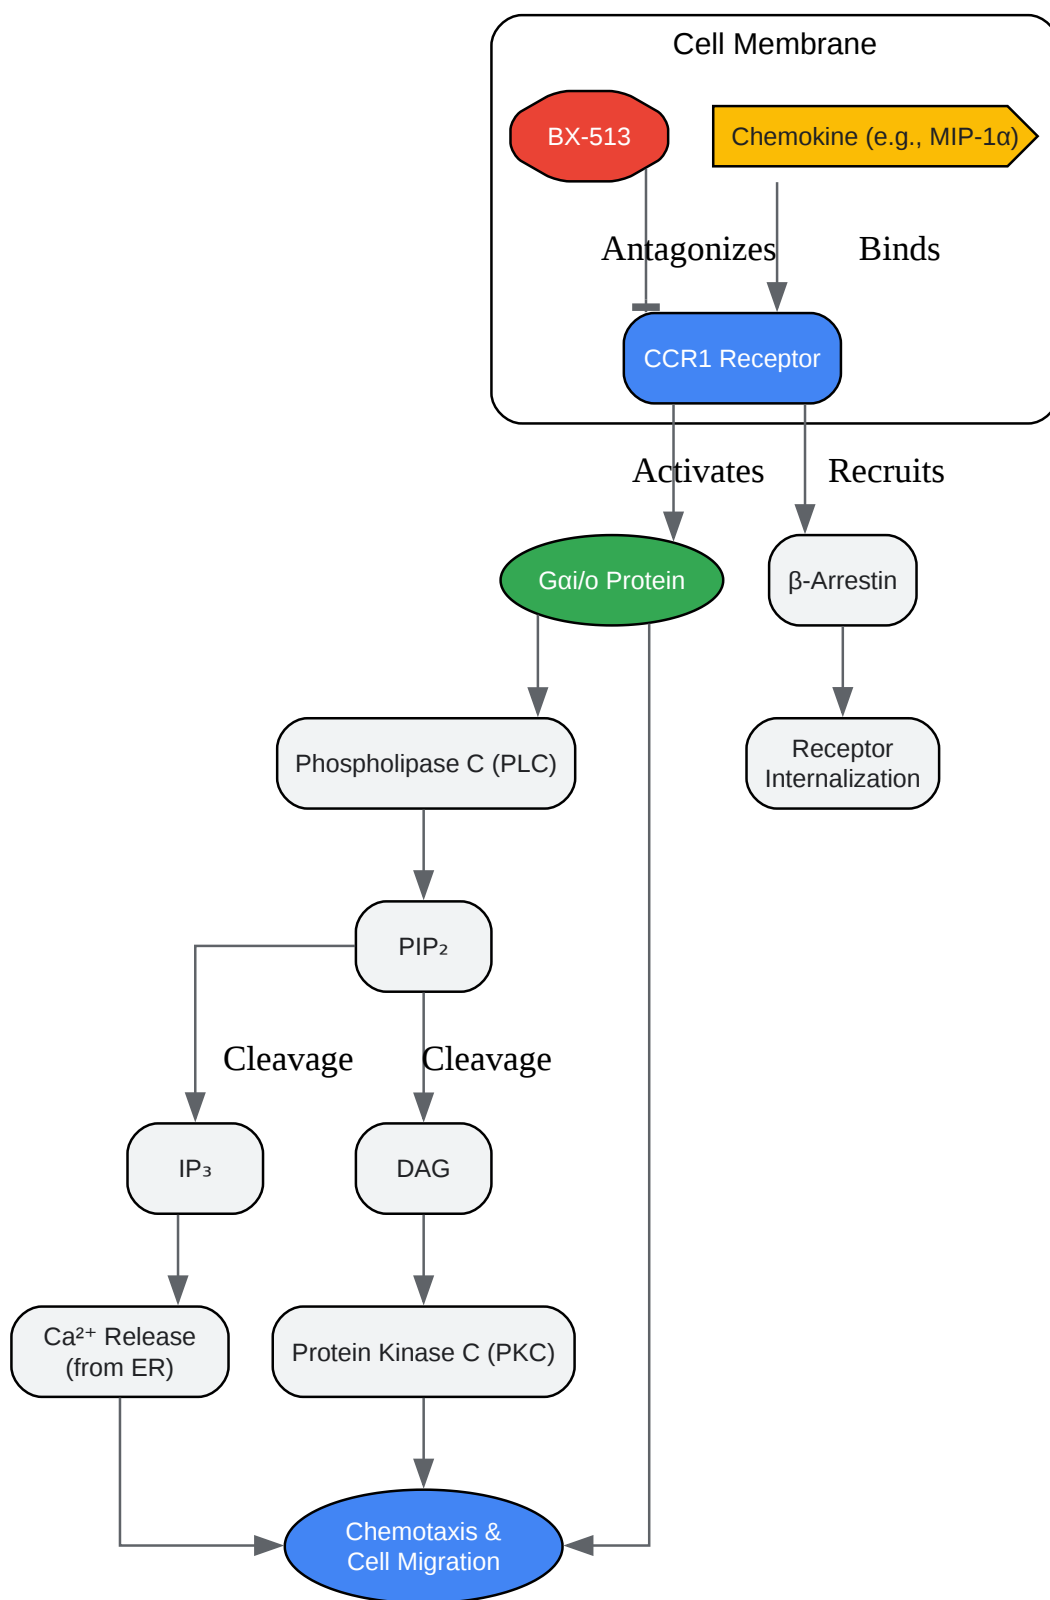 Cell Membrane
BX-513
Chemokine (e.g., MIP-1α)
Antagonizes
Binds
CCR1 Receptor
Activates
Recruits
Gαi/o Protein
β-Arrestin
Phospholipase C (PLC)
Receptor
Internalization
PIP₂
Cleavage
Cleavage
IP₃
DAG
Ca²⁺ Release
(from ER)
Protein Kinase C (PKC)
Chemotaxis &
Cell Migration